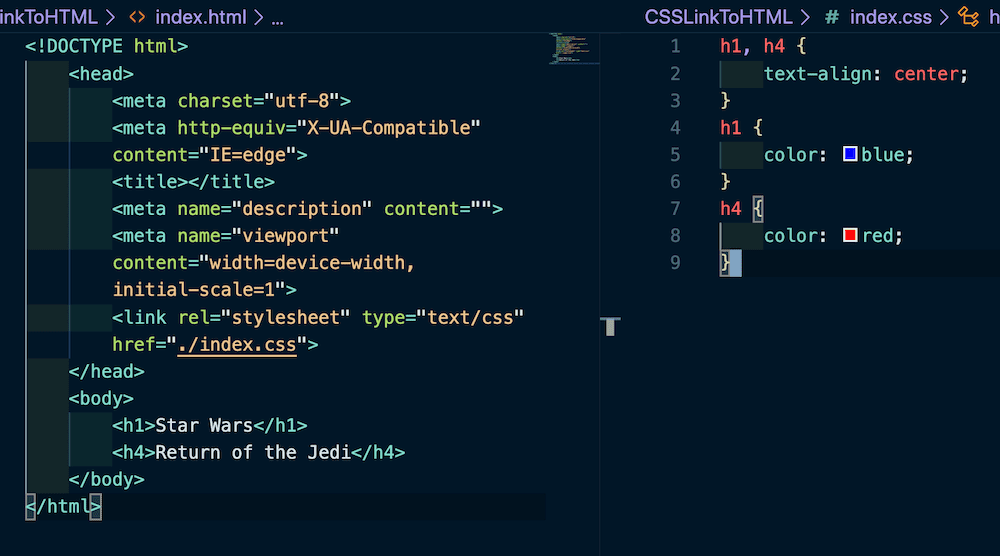 inkToHTML > <> index.html > ...
<!DOCTYPE html>
<head>
<meta charset="utf-8">
<meta http-equiv="X-UA-Compatible"
content="IE=edge">
<title></title>
<meta name="description" content="">
<meta name="viewport"
content="width=device-width,
initial-scale=1">
<link rel="stylesheet" type="text/css"
href="./index.css">
</head>
<body>
<h1>Star Wars</h1>
<h4>Return of the Jedi</h4>
</body>
</html>
CSSLinkToHTML > # index.css > h
1 h1, h4 {
2 text-align: center;
3 }
4 h1 {
5 color: blue;
6 }
7 h4 {
8 color: red;
9 }